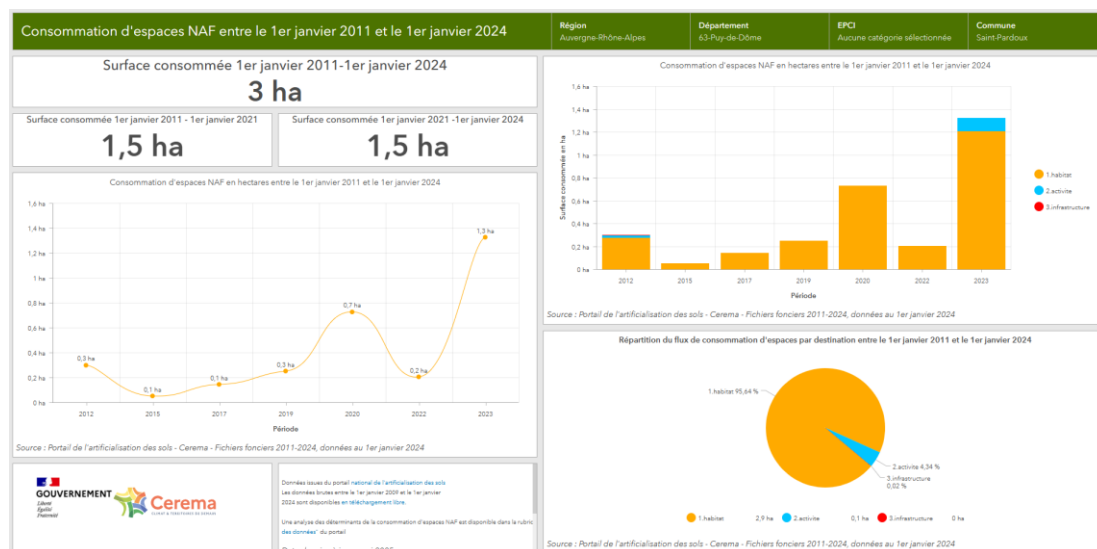 Consommation d'espaces NAF entre le 1er janvier 2011 et le 1er janvier 2024
Région
Auvergne-Rhône-Alpes
Département
63-Puy-de-Dôme
EPCI
Aucune catégorie sélectionnée
Commune
Saint-Pardoux
Surface consommée 1er janvier 2011-1er janvier 2024
3 ha
Surface consommée 1er janvier 2011 - 1er janvier 2021
1,5 ha
Surface consommée 1er janvier 2021 -1er janvier 2024
1,5 ha
Consommation d'espaces NAF en hectares entre le 1er janvier 2011 et le 1er janvier 2024
1,6 ha
1,4 ha
1,2 ha
1 ha
0,8 ha
0,6 ha
0,4 ha
0,2 ha
0 ha
0,3 ha
0,1 ha
0,1 ha
0,3 ha
0,7 ha
0,2 ha
1,3 ha
2012
2015
2017
2019
2020
2022
2023
Période
Source : Portail de l'artificialisation des sols - Cerema - Fichiers fonciers 2011-2024, données au 1er janvier 2024
GOUVERNEMENT
Liberté
Égalité
Fraternité
Cerema
CLIMAT & TERRITOIRES DE DEMAIN
Données issues du portail national de l'artificialisation des sols
Les données brutes entre le 1er janvier 2009 et le 1er janvier
2024 sont disponibles en téléchargement libre.
Une analyse des déterminants de la consommation d'espaces NAF est disponible dans la rubric
des données" du portail
Consommation d'espaces NAF en hectares entre le 1er janvier 2011 et le 1er janvier 2024
Surface consommée en ha
1,6 ha
1,4 ha
1,2 ha
1 ha
0,8 ha
0,6 ha
0,4 ha
0,2 ha
0 ha
2012
2015
2017
2019
2020
2022
2023
Période
1.habitat
2.activite
3.infrastructure
Source : Portail de l'artificialisation des sols - Cerema - Fichiers fonciers 2011-2024, données au 1er janvier 2024
Répartition du flux de consommation d'espaces par destination entre le 1er janvier 2011 et le 1er janvier 2024
1.habitat 95,64 %
2.activite 4,34 %
3.infrastructure
0,02 %
1.habitat 2,9 ha
2.activite 0,1 ha
3.infrastructure 0 ha
Source : Portail de l'artificialisation des sols - Cerema - Fichiers fonciers 2011-2024, données au 1er janvier 2024